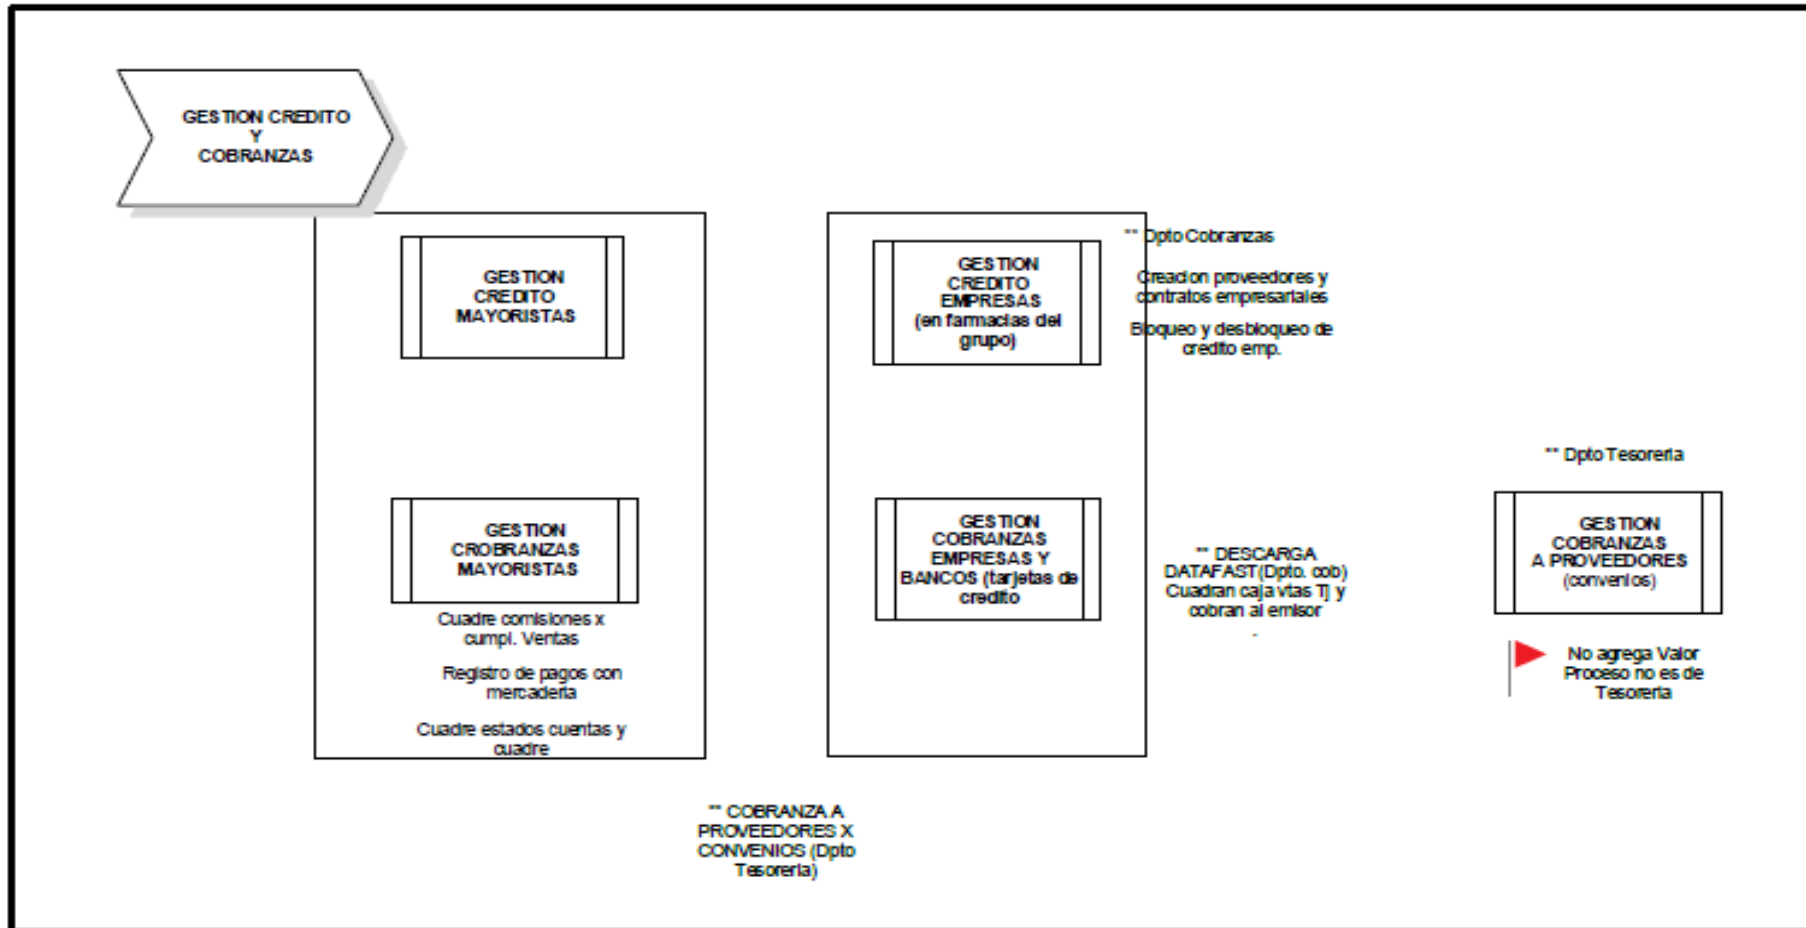 GESTION CREDITO
Y
COBRANZAS
GESTION
CREDITO
MAYORISTAS
GESTION
CROBRANZAS
MAYORISTAS
Cuadre comisiones x
cumpl. Ventas
Registro de pagos con
mercaderia
Cuadre estados cuentas y
cuadre
GESTION
CREDITO
EMPRESAS
(en farmacias del
grupo)
** Dpto Cobranzas
Creacion proveedores y
contratos empresariales
Bloqueo y desbloqueo de
credito emp.
GESTION
COBRANZAS
EMPRESAS Y
BANCOS (tarjetas de
credito
** DESCARGA
DATAFAST(Dpto. cob)
Cuadran caja vtas Tj y
cobran al emisor
-
** Dpto Tesoreria
GESTION
COBRANZAS
A PROVEEDORES
(convenios)
No agrega Valor
Proceso no es de
Tesoreria
** COBRANZA A
PROVEEDORES X
CONVENIOS (Dpto
Tesoreria)